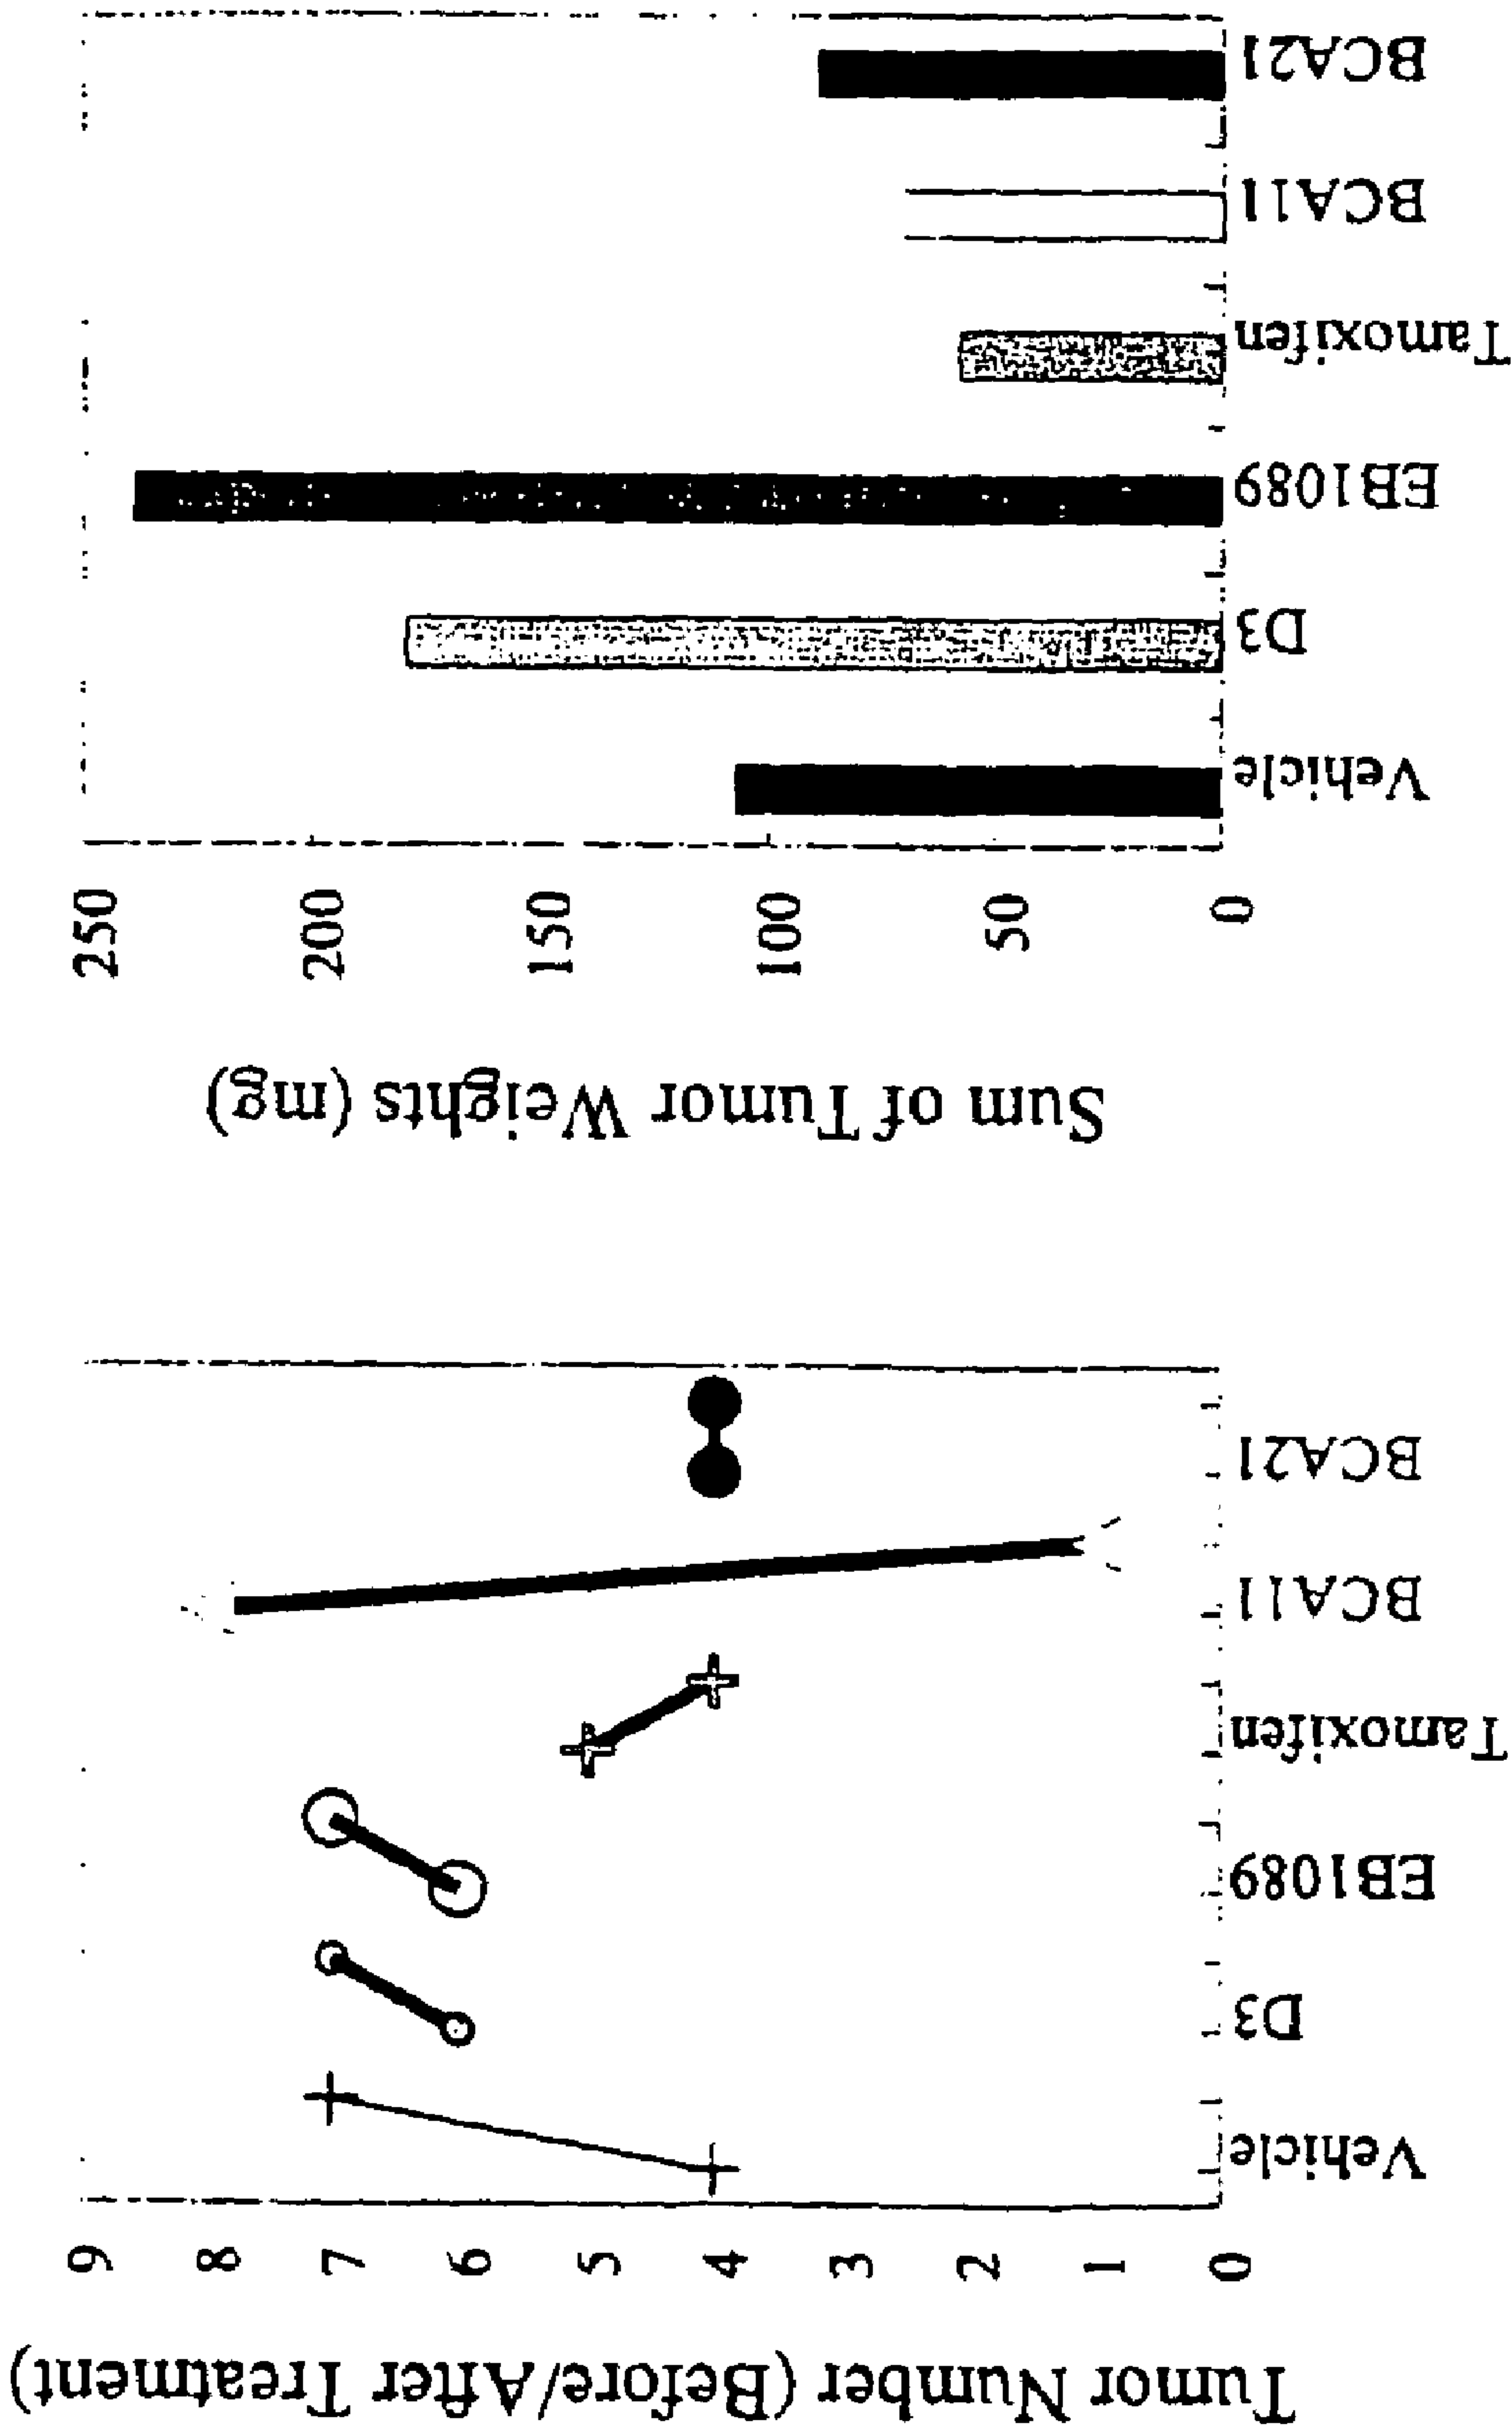 Tumor Number (Before/After Treatment)
9
8
7
6
5
4
3
2
1
0
Vehicle
D3
EB1089
Tamoxifen
BCA11
BCA21
Sum of Tumor Weights (mg)
250
200
150
100
50
0
Vehicle
D3
EB1089
Tamoxifen
BCA11
BCA21